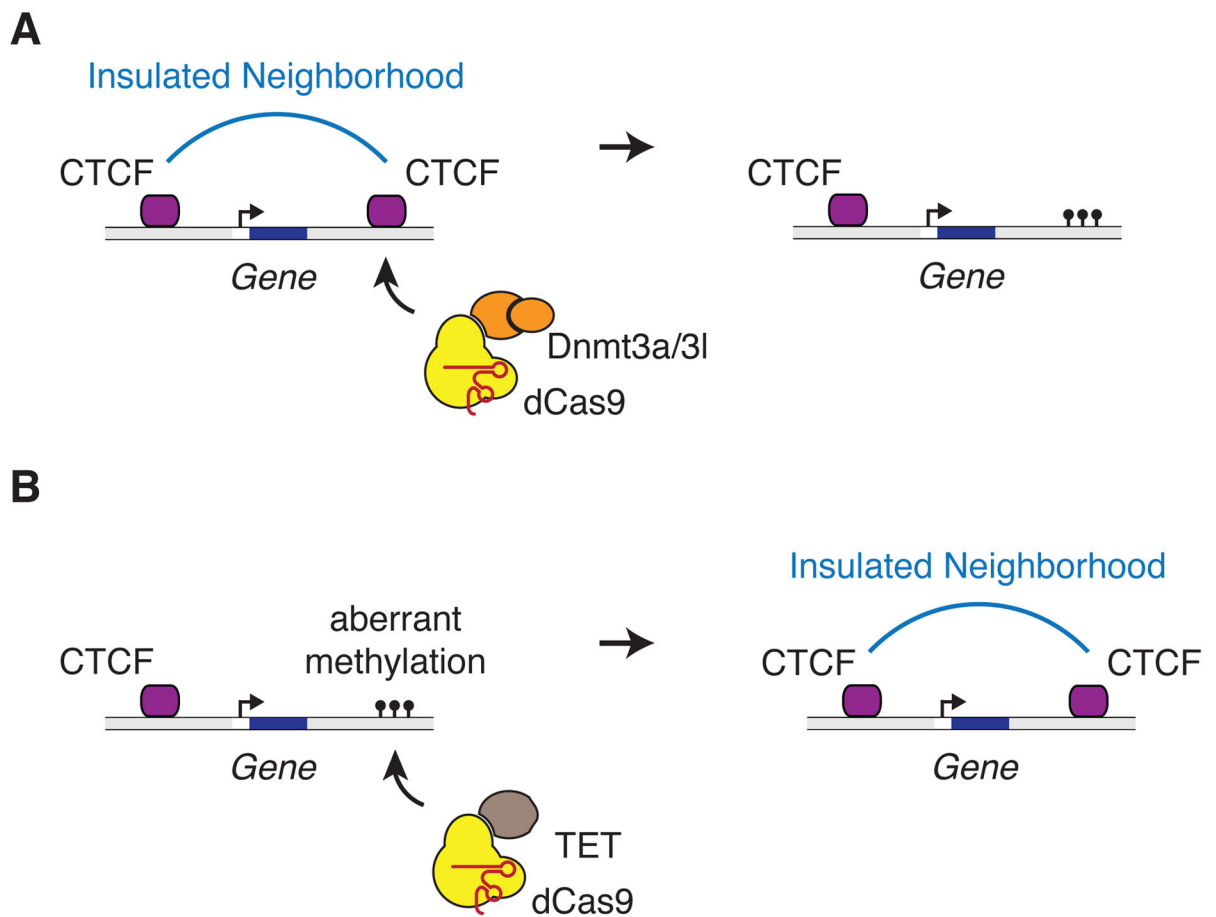 A
Insulated Neighborhood
CTCF
CTCF
CTCF
Gene
Gene
Dnmt3a/3l
dCas9
B
Insulated Neighborhood
aberrant
methylation
CTCF
CTCF
CTCF
Gene
Gene
TET
dCas9